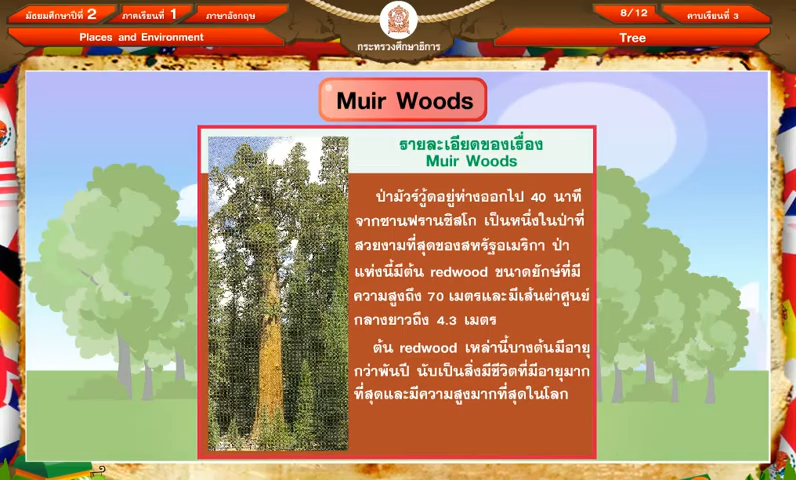 มัธยมศึกษาปีที่ 2
ภาคเรียนที่ 1
ภาษาอังกฤษ
8/12
คาบเรียนที่ 3
Places and Environment
กระทรวงศึกษาธิการ
Tree
Muir Woods
รายละเอียดของเรื่อง
Muir Woods
ป่ามัวร์วู้ดอยู่ห่างออกไป 40 นาที
จากซานฟรานซิสโก เป็นหนึ่งในป่าที่
สวยงามที่สุดของสหรัฐอเมริกา ป่า
แห่งนี้มีต้น redwood ขนาดยักษ์ที่มี
ความสูงถึง 70 เมตรและมีเส้นผ่าศูนย์
กลางยาวถึง 4.3 เมตร
ต้น redwood เหล่านี้บางต้นมีอายุ
กว่าพันปี นับเป็นสิ่งมีชีวิตที่มีอายุมาก
ที่สุดและมีความสูงมากที่สุดในโลก